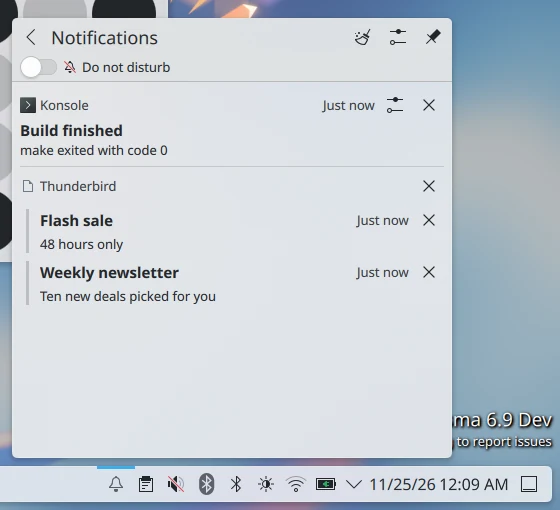 Notifications
Do not disturb
Konsole Just now
Build finished
make exited with code 0
Thunderbird
Flash sale Just now
48 hours only
Weekly newsletter Just now
Ten new deals picked for you
6.9 Dev
to report issues
11/25/26 12:09 AM